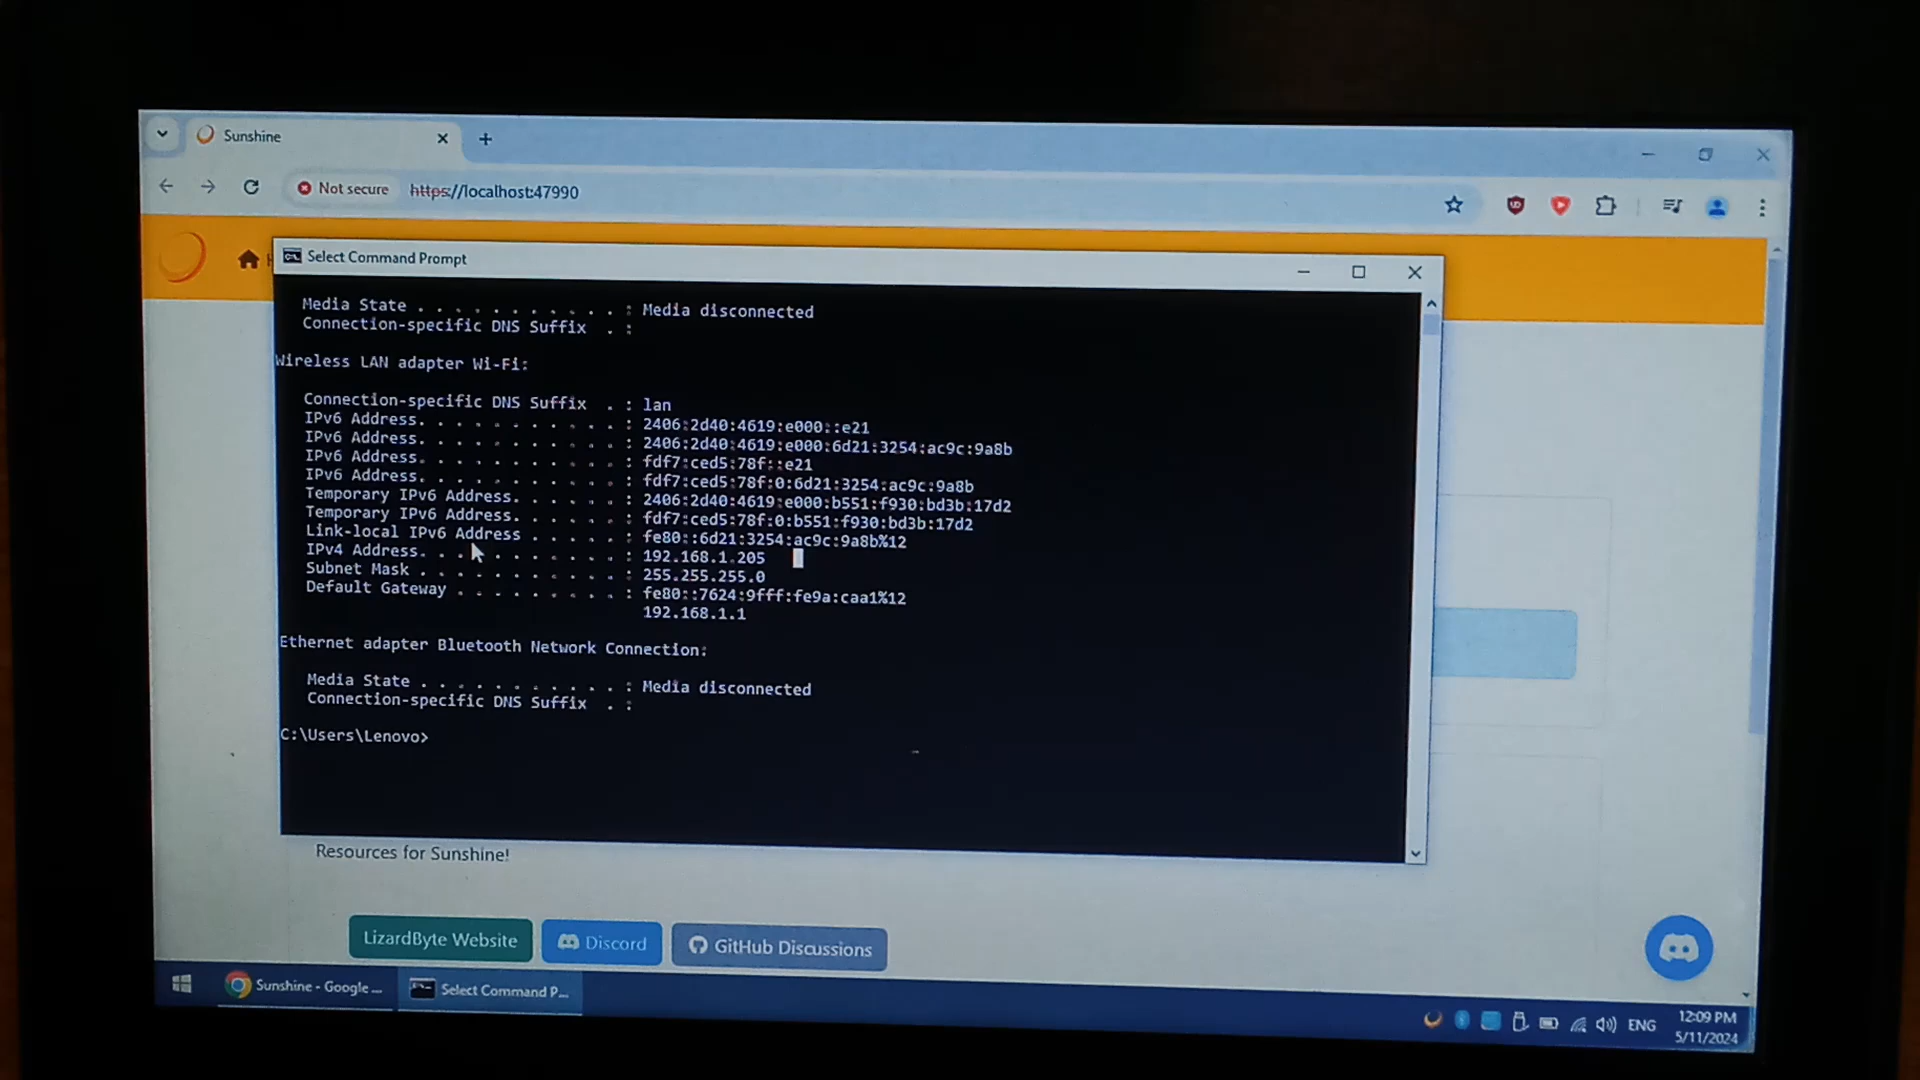 Sunshine
Not secure https://localhost:47990
Select Command Prompt
Media State . . . . . . . . . . . : Media disconnected
Connection-specific DNS Suffix . :
Wireless LAN adapter Wi-Fi:
Connection-specific DNS Suffix . : lan
IPv6 Address. . . . . . . . . . . : 2406:2d40:4619:e000::e21
IPv6 Address. . . . . . . . . . . : 2406:2d40:4619:e000:6d21:3254:ac9c:9a8b
IPv6 Address. . . . . . . . . . . : fdf7:ced5:78f::e21
IPv6 Address. . . . . . . . . . . : fdf7:ced5:78f:0:6d21:3254:ac9c:9a8b
Temporary IPv6 Address. . . . . . : 2406:2d40:4619:e000:b551:f930:bd3b:17d2
Temporary IPv6 Address. . . . . . : fdf7:ced5:78f:0:b551:f930:bd3b:17d2
Link-local IPv6 Address . . . . . : fe80::6d21:3254:ac9c:9a8b%12
IPv4 Address. . . . . . . . . . . : 192.168.1.205
Subnet Mask . . . . . . . . . . . : 255.255.255.0
Default Gateway . . . . . . . . . : fe80::7624:9fff:fe9a:caa1%12
192.168.1.1
Ethernet adapter Bluetooth Network Connection:
Media State . . . . . . . . . . . : Media disconnected
Connection-specific DNS Suffix . :
C:\Users\Lenovo>
Resources for Sunshine!
LizardByte Website Discord GitHub Discussions
Sunshine - Google ... Select Command P... ENG 12:09 PM
5/11/2024